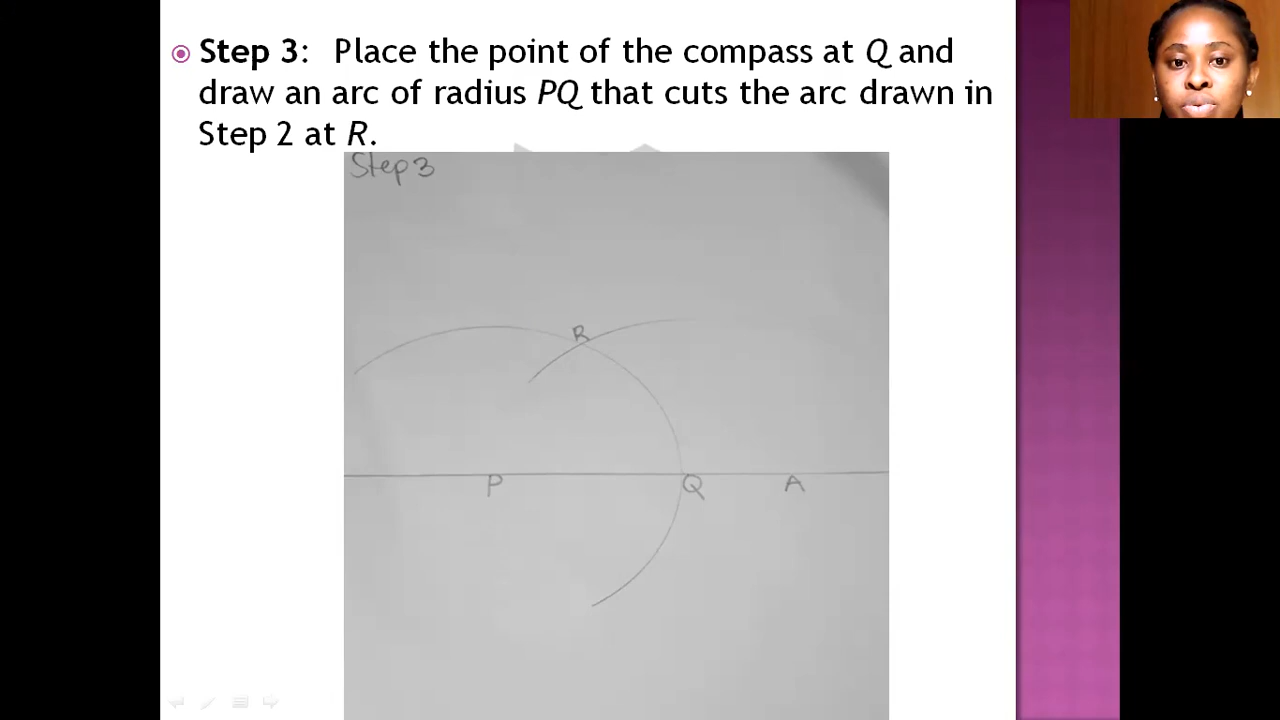 Step 3: Place the point of the compass at Q and
draw an arc of radius PQ that cuts the arc drawn in
Step 2 at R.
Step 3
R
P Q A